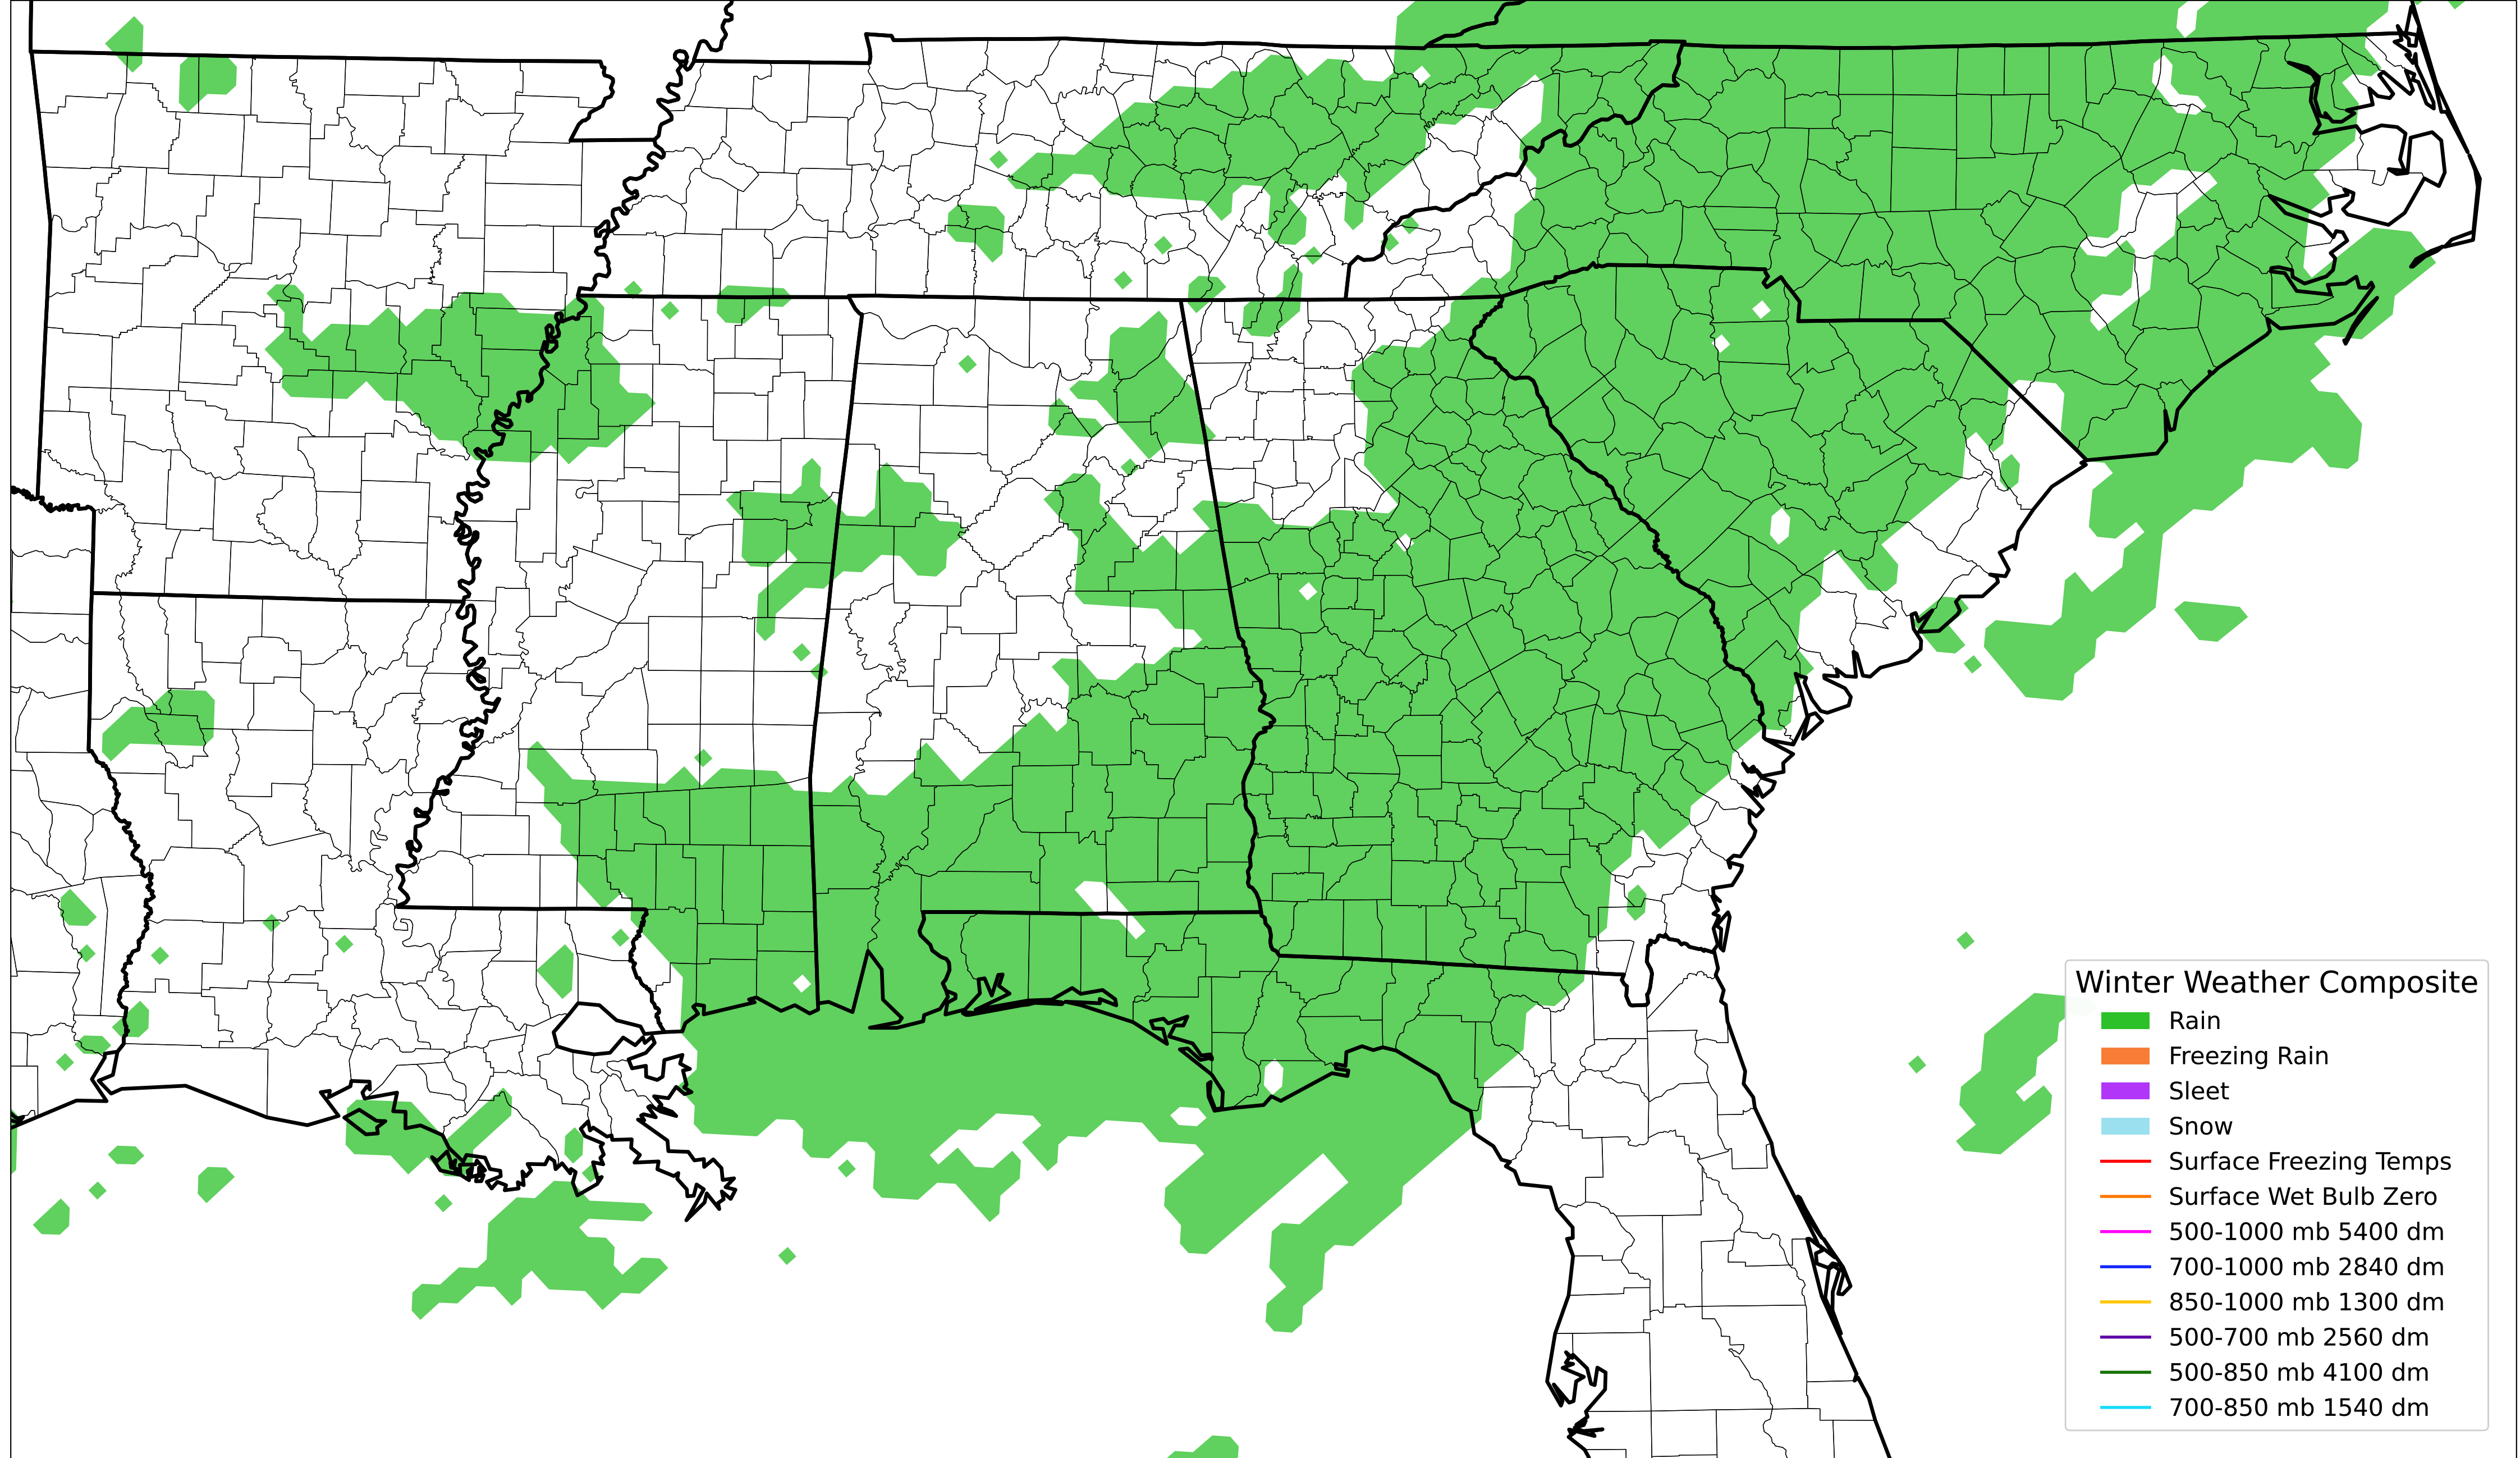 Winter Weather Composite
Rain
Freezing Rain
Sleet
Snow
Surface Freezing Temps
Surface Wet Bulb Zero
500-1000 mb 5400 dm
700-1000 mb 2840 dm
850-1000 mb 1300 dm
500-700 mb 2560 dm
500-850 mb 4100 dm
700-850 mb 1540 dm